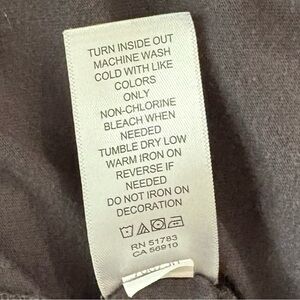 TURN INSIDE OUT
MACHINE WASH
COLD WITH LIKE
COLORS
ONLY
NON-CHLORINE
BLEACH WHEN
NEEDED
TUMBLE DRY LOW
WARM IRON ON
REVERSE IF
NEEDED
DO NOT IRON ON
DECORATION
RN 51783
CA 56910